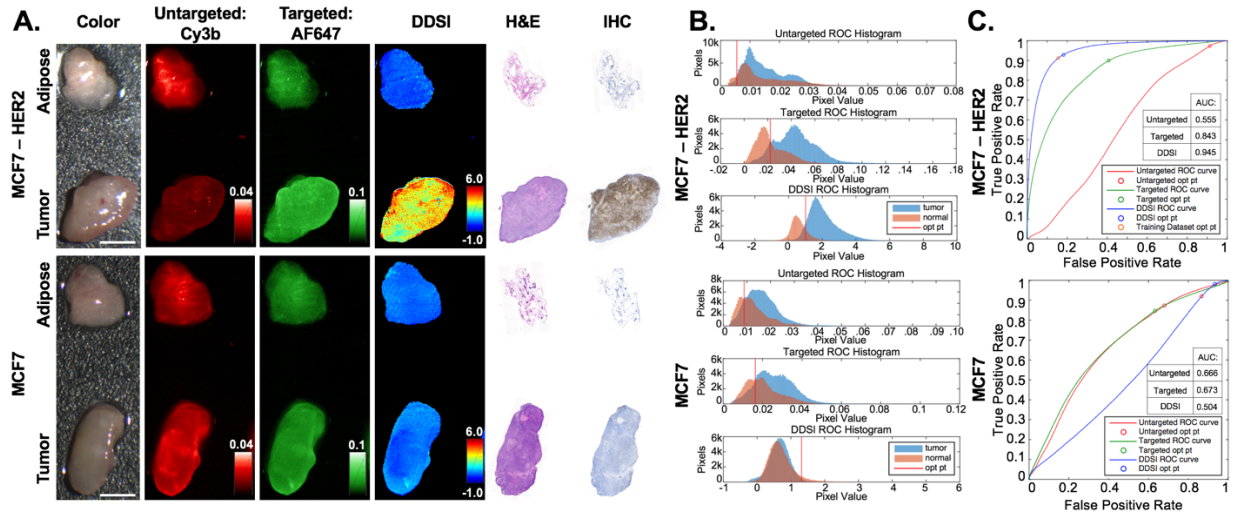 A.
Color
Untargeted:
Cy3b
Targeted:
AF647
DDSI
H&E
IHC
MCF7 – HER2
Adipose
Tumor
0.04
0.1
6.0
-1.0
MCF7
Adipose
Tumor
0.04
0.1
6.0
-1.0
B.
MCF7 – HER2
Untargeted ROC Histogram
Pixels
10k
5k
0
0 0.01 0.02 0.03 0.04 0.05 0.06 0.07 0.08
Pixel Value
Targeted ROC Histogram
Pixels
6k
4k
2k
0
-.02 0 .02 .04 .06 .08 .10 .12 .14 .16 .18
Pixel Value
DDSI ROC Histogram
Pixels
6k
4k
2k
0
-4 -2 0 2 4 6 8 10
Pixel Value
tumor
normal
opt pt
MCF7
Untargeted ROC Histogram
Pixels
8k
6k
4k
2k
0
0 .01 .02 .03 .04 .05 .06 .07 .08 .09 .10
Pixel Value
Targeted ROC Histogram
Pixels
6k
4k
2k
0
-.02 0 0.02 0.04 0.06 0.08 0.10 0.12
Pixel Value
DDSI ROC Histogram
Pixels
6k
4k
2k
0
-1 0 1 2 3 4 5 6
Pixel Value
tumor
normal
opt pt
C.
MCF7 – HER2
True Positive Rate
1
0.9
0.8
0.7
0.6
0.5
0.4
0.3
0.2
0.1
0
0 0.2 0.4 0.6 0.8 1
False Positive Rate
AUC:
Untargeted 0.555
Targeted 0.843
DDSI 0.945
Untargeted ROC curve
Untargeted opt pt
Targeted ROC curve
Targeted opt pt
DDSI ROC curve
DDSI opt pt
Training Dataset opt pt
MCF7
True Positive Rate
1
0.9
0.8
0.7
0.6
0.5
0.4
0.3
0.2
0.1
0
0 0.2 0.4 0.6 0.8 1
False Positive Rate
AUC:
Untargeted 0.666
Targeted 0.673
DDSI 0.504
Untargeted ROC curve
Untargeted opt pt
Targeted ROC curve
Targeted opt pt
DDSI ROC curve
DDSI opt pt